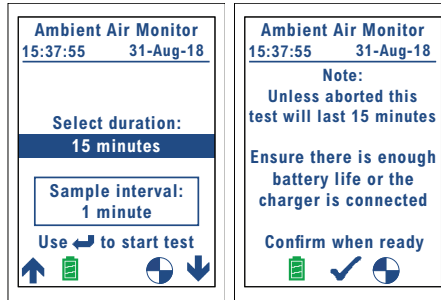 Ambient Air Monitor
15:37:55 31-Aug-18
Select duration:
15 minutes
Sample interval:
1 minute
Use to start test
Ambient Air Monitor
15:37:55 31-Aug-18
Note:
Unless aborted this
test will last 15 minutes
Ensure there is enough
battery life or the
charger is connected
Confirm when ready